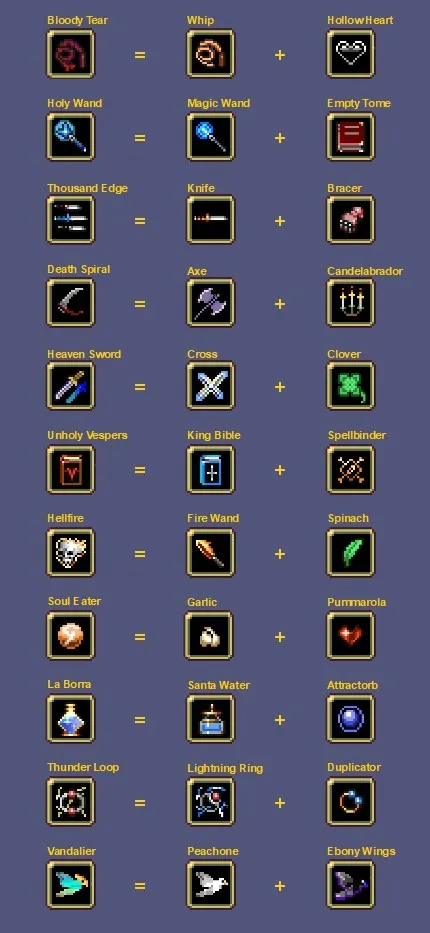 Bloody Tear Whip HollowHeart
= +
Holy Wand Magic Wand Empty Tome
= +
Thousand Edge Knife Bracer
= +
Death Spiral Axe Candelabrador
= +
Heaven Sword Cross Clover
= +
Unholy Vespers King Bible Spellbinder
= +
Hellfire Fire Wand Spinach
= +
Soul Eater Garlic Pummarola
= +
La Borra Santa Water Attractorb
= +
Thunder Loop Lightning Ring Duplicator
= +
Vandalier Peachone Ebony Wings
= +